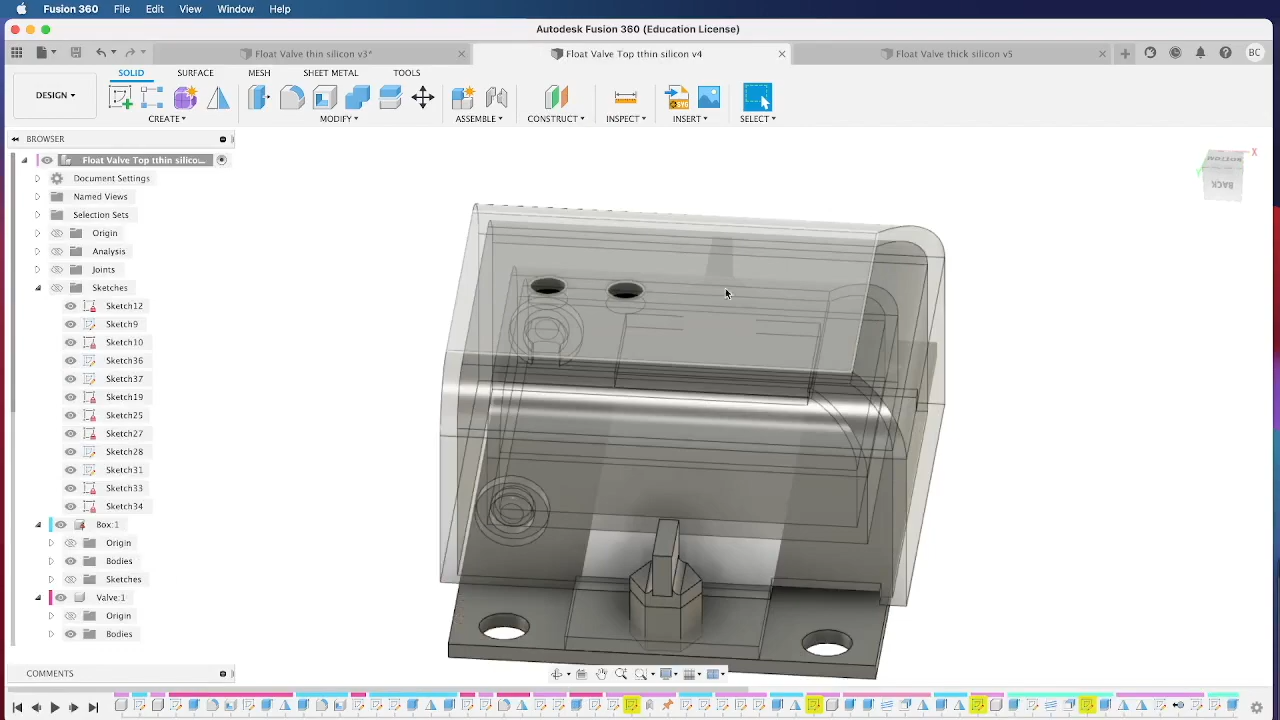 Fusion 360 File Edit View Window Help
Autodesk Fusion 360 (Education License)
Float Valve thin silicon v3*
Float Valve Top tthin silicon v4
Float Valve thick silicon v5
BC
SOLID SURFACE MESH SHEET METAL TOOLS
DESIGN
CREATE MODIFY ASSEMBLE CONSTRUCT INSPECT INSERT SELECT
BROWSER
Float Valve Top tthin silico...
Document Settings
Named Views
Selection Sets
Origin
Analysis
Joints
Sketches
Sketch12
Sketch9
Sketch10
Sketch36
Sketch37
Sketch19
Sketch25
Sketch27
Sketch28
Sketch31
Sketch33
Sketch34
Box:1
Origin
Bodies
Sketches
Valve:1
Origin
Bodies
COMMENTS
X
Y
BOTTOM
BACK